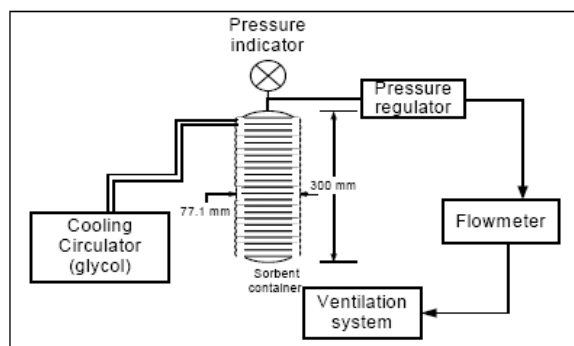 Pressure
indicator
Pressure
regulator
300 mm
77.1 mm
Cooling
Circulator
(glycol)
Flowmeter
Sorbent
container
Ventilation
system